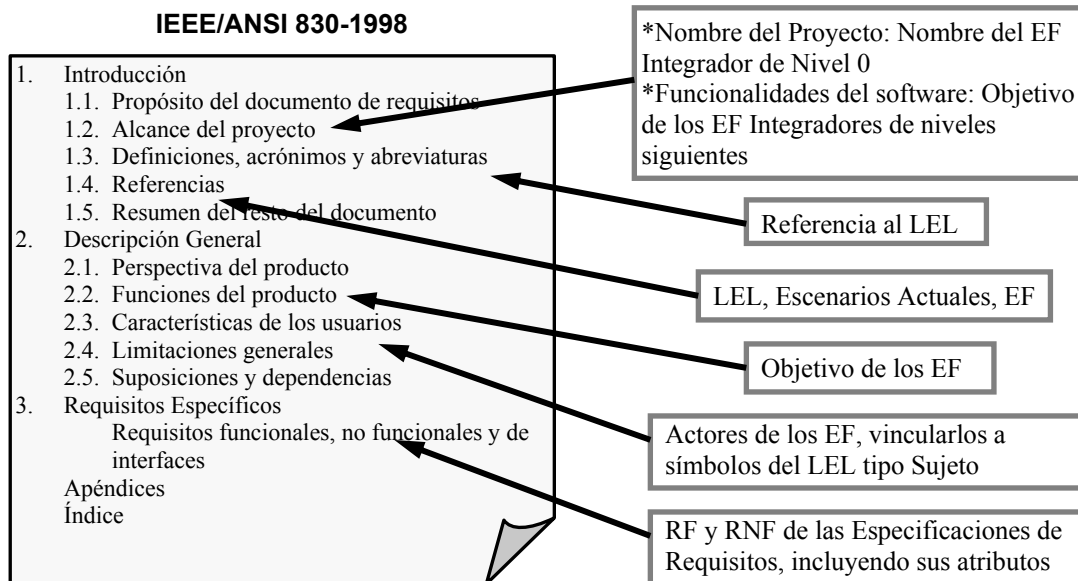 IEEE/ANSI 830-1998
1. Introducción
1.1. Propósito del documento de requisitos
1.2. Alcance del proyecto
1.3. Definiciones, acrónimos y abreviaturas
1.4. Referencias
1.5. Resumen del resto del documento
2. Descripción General
2.1. Perspectiva del producto
2.2. Funciones del producto
2.3. Características de los usuarios
2.4. Limitaciones generales
2.5. Suposiciones y dependencias
3. Requisitos Específicos
Requisitos funcionales, no funcionales y de
interfaces
Apéndices
Índice
*Nombre del Proyecto: Nombre del EF
Integrador de Nivel 0
*Funcionalidades del software: Objetivo
de los EF Integradores de niveles
siguientes
Referencia al LEL
LEL, Escenarios Actuales, EF
Objetivo de los EF
Actores de los EF, vincularlos a
símbolos del LEL tipo Sujeto
RF y RNF de las Especificaciones de
Requisitos, incluyendo sus atributos